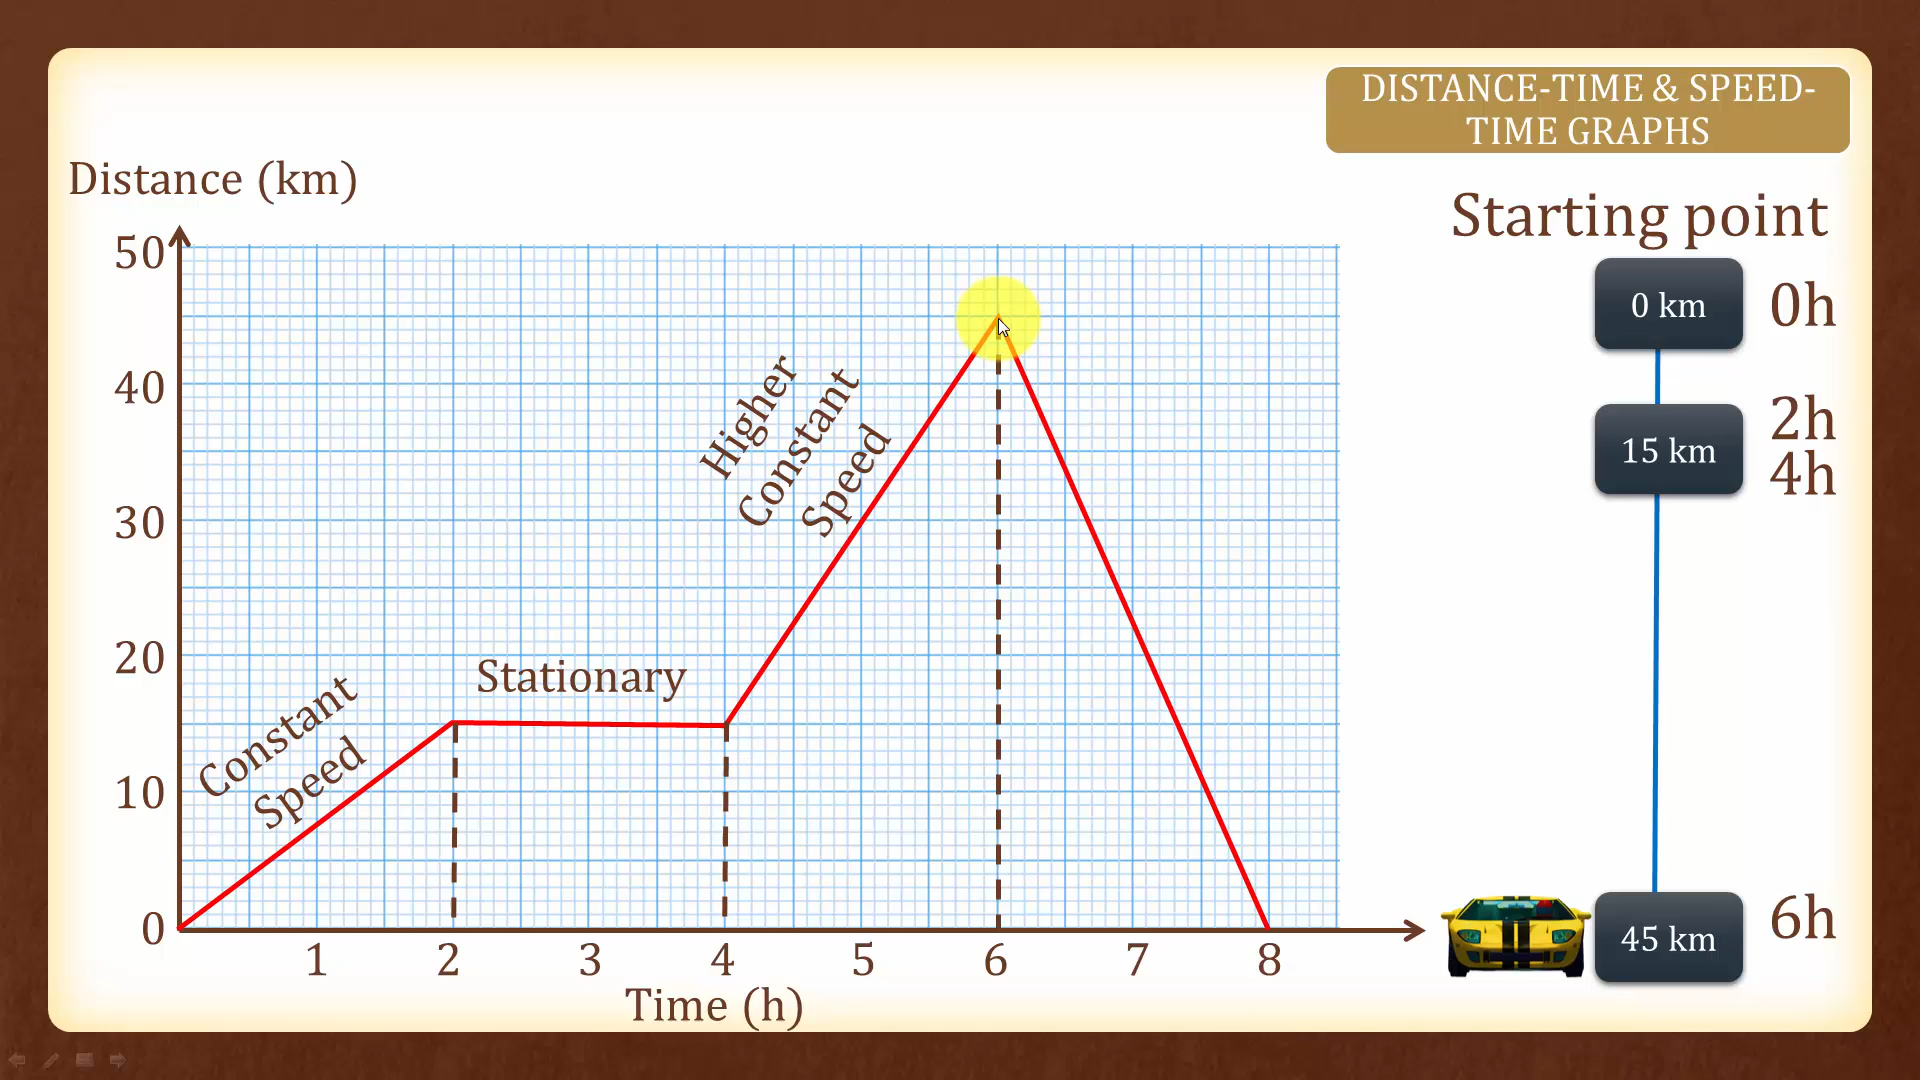 DISTANCE-TIME & SPEED-
TIME GRAPHS
Distance (km)
Starting point
50
40
30
20
10
0
Constant
Speed
Stationary
Higher
Constant
Speed
1 2 3 4 5 6 7 8
Time (h)
0 km 0h
15 km 2h
4h
45 km 6h